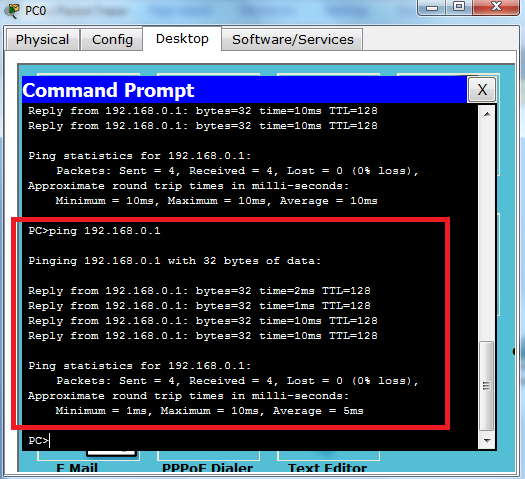 PC0
Physical Config Desktop Software/Services
Command Prompt X
Reply from 192.168.0.1: bytes=32 time=10ms TTL=128
Reply from 192.168.0.1: bytes=32 time=10ms TTL=128
Ping statistics for 192.168.0.1:
Packets: Sent = 4, Received = 4, Lost = 0 (0% loss),
Approximate round trip times in milli-seconds:
Minimum = 10ms, Maximum = 10ms, Average = 10ms
PC>ping 192.168.0.1
Pinging 192.168.0.1 with 32 bytes of data:
Reply from 192.168.0.1: bytes=32 time=2ms TTL=128
Reply from 192.168.0.1: bytes=32 time=1ms TTL=128
Reply from 192.168.0.1: bytes=32 time=10ms TTL=128
Reply from 192.168.0.1: bytes=32 time=10ms TTL=128
Ping statistics for 192.168.0.1:
Packets: Sent = 4, Received = 4, Lost = 0 (0% loss),
Approximate round trip times in milli-seconds:
Minimum = 1ms, Maximum = 10ms, Average = 5ms
PC>
E Mail PPPoE Dialer Text Editor